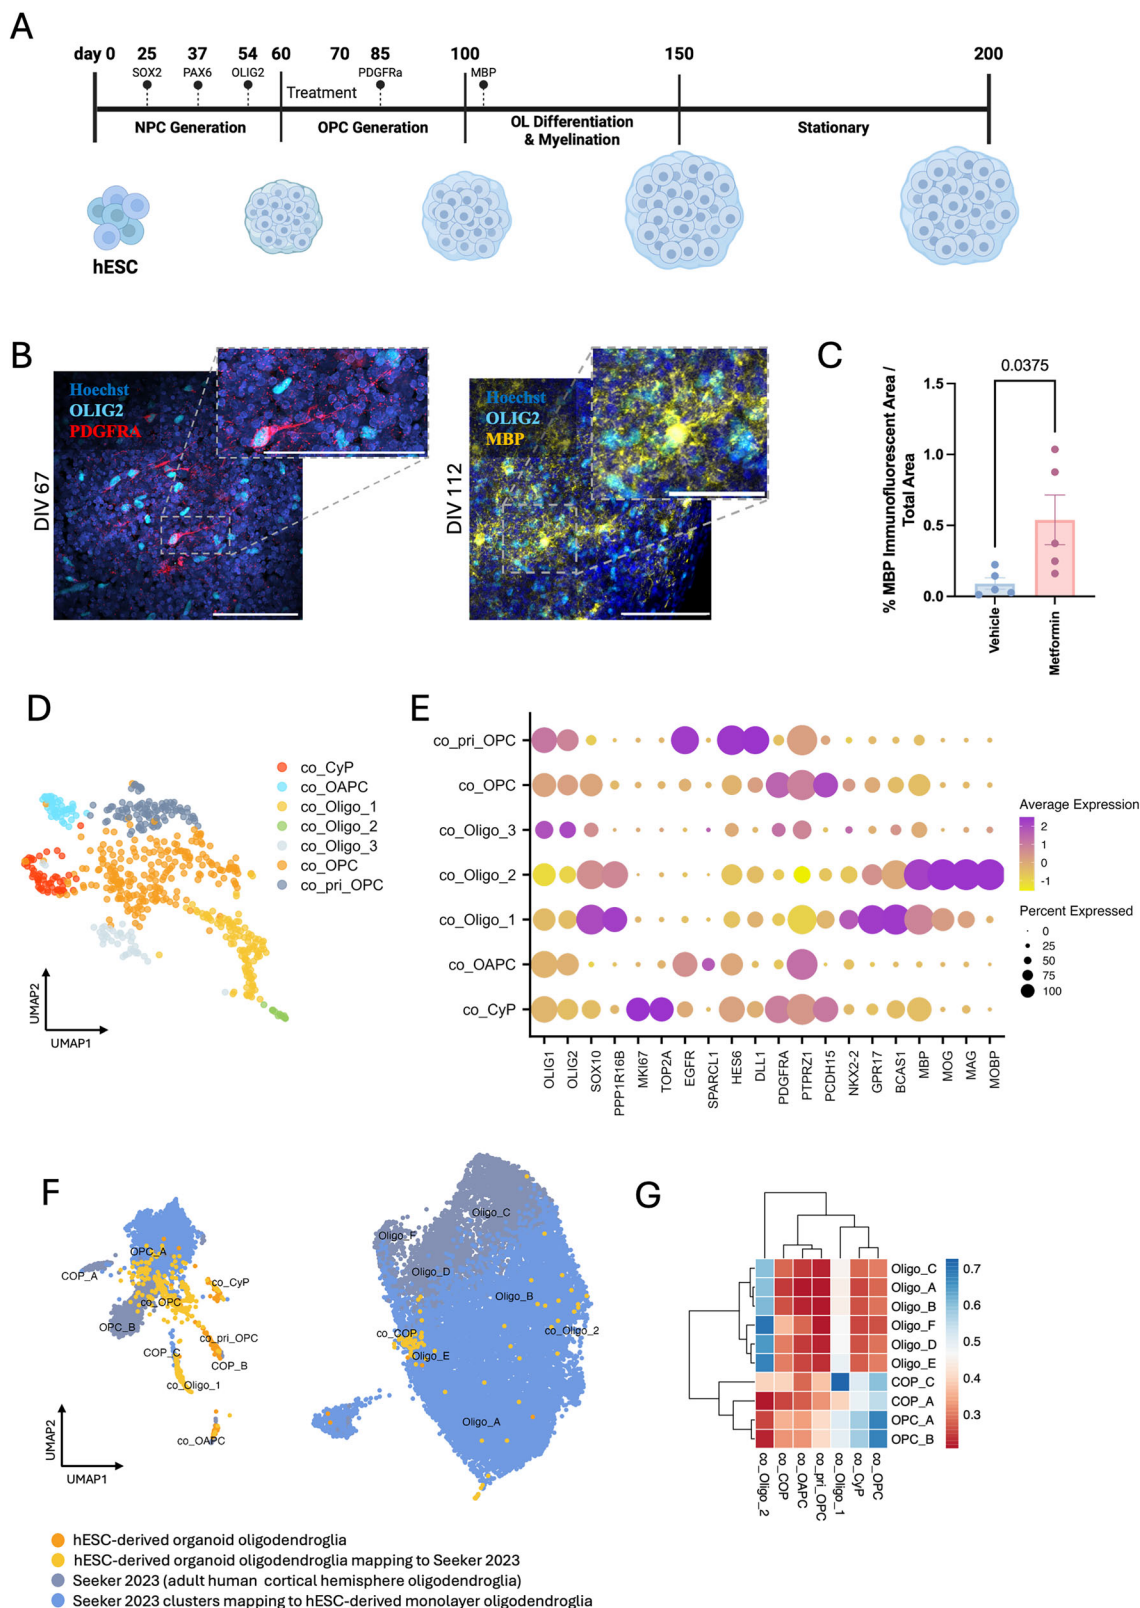 A
day 0 25 37 54 60 70 85 100 150 200
SOX2 PAX6 OLIG2 PDGFRa MBP
Treatment
NPC Generation OPC Generation OL Differentiation
& Myelination Stationary
hESC
B
Hoechst
OLIG2
PDGFRA
DIV 67
Hoechst
OLIG2
MBP
DIV 112
C
0.0375
% MBP Immunofluorescent Area /
Total Area
1.5
1.0
0.5
0.0
Vehicle
Metformin
D
co_CyP
co_OAPC
co_Oligo_1
co_Oligo_2
co_Oligo_3
co_OPC
co_pri_OPC
UMAP2
UMAP1
E
co_pri_OPC
co_OPC
co_Oligo_3
co_Oligo_2
co_Oligo_1
co_OAPC
co_CyP
OLIG1
OLIG2
SOX10
PPP1R16B
MKI67
TOP2A
EGFR
SPARCL1
HES6
DLL1
PDGFRA
PTPRZ1
PCDH15
NKX2-2
GPR17
BCAS1
MBP
MOG
MAG
MOBP
Average Expression
2
1
0
-1
Percent Expressed
0
25
50
75
100
F
OPC_A
COP_A
co_CyP
co_OPC
OPC_B
co_pri_OPC
COP_C
COP_B
co_Oligo_1
co_OAPC
UMAP2
UMAP1
Oligo_C
Oligo_F
Oligo_D
Oligo_B
co_COP
co_Oligo_2
Oligo_E
Oligo_A
hESC-derived organoid oligodendroglia
hESC-derived organoid oligodendroglia mapping to Seeker 2023
Seeker 2023 (adult human cortical hemisphere oligodendroglia)
Seeker 2023 clusters mapping to hESC-derived monolayer oligodendroglia
G
Oligo_C
Oligo_A
Oligo_B
Oligo_F
Oligo_D
Oligo_E
COP_C
COP_A
OPC_A
OPC_B
co_Oligo_2
co_COP
co_OAPC
co_pri_OPC
co_Oligo_1
co_CyP
co_OPC
0.7
0.6
0.5
0.4
0.3